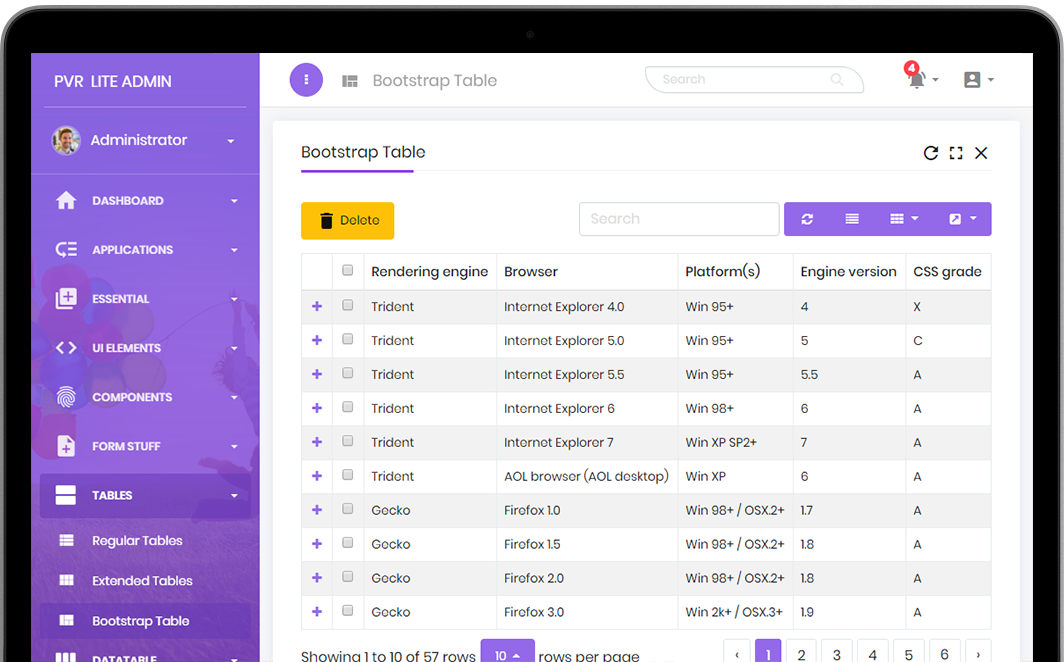 PVR LITE ADMIN
Administrator
DASHBOARD
APPLICATIONS
ESSENTIAL
UI ELEMENTS
COMPONENTS
FORM STUFF
TABLES
Regular Tables
Extended Tables
Bootstrap Table
DATATABLE
Bootstrap Table
Search
4
Bootstrap Table
Delete
Search
Rendering engine Browser Platform(s) Engine version CSS grade
Trident Internet Explorer 4.0 Win 95+ 4 X
Trident Internet Explorer 5.0 Win 95+ 5 C
Trident Internet Explorer 5.5 Win 95+ 5.5 A
Trident Internet Explorer 6 Win 98+ 6 A
Trident Internet Explorer 7 Win XP SP2+ 7 A
Trident AOL browser (AOL desktop) Win XP 6 A
Gecko Firefox 1.0 Win 98+ / OSX.2+ 1.7 A
Gecko Firefox 1.5 Win 98+ / OSX.2+ 1.8 A
Gecko Firefox 2.0 Win 98+ / OSX.2+ 1.8 A
Gecko Firefox 3.0 Win 2k+ / OSX.3+ 1.9 A
Showing 1 to 10 of 57 rows 10 rows per page ‹ 1 2 3 4 5 6 ›